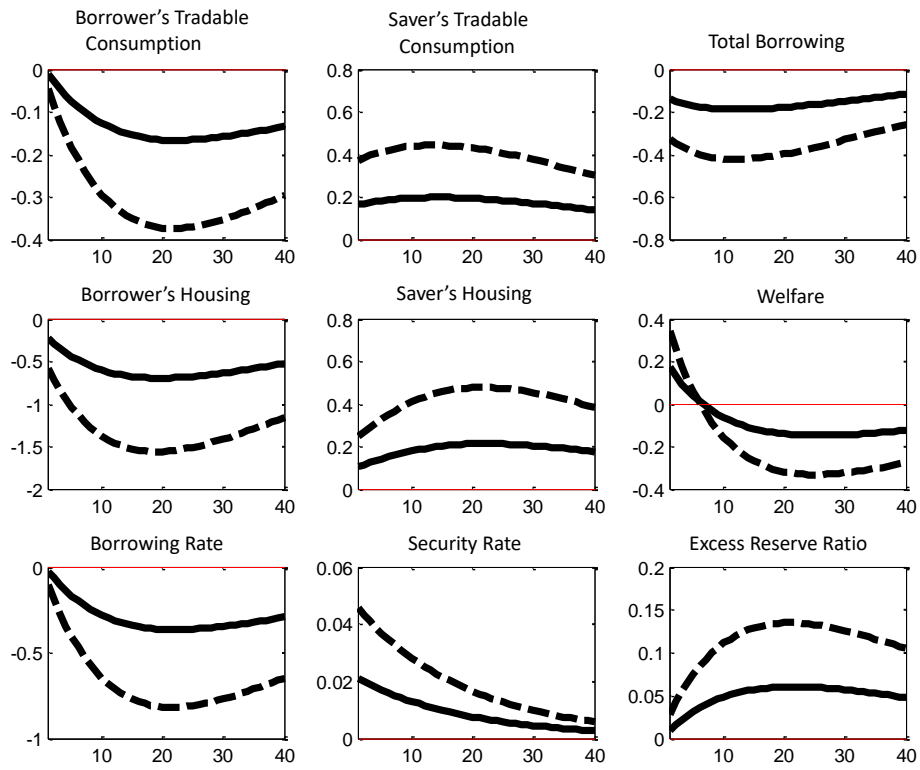 Borrower’s Tradable
Consumption
Saver’s Tradable
Consumption
Total Borrowing
0
-0.1
-0.2
-0.3
-0.4
10 20 30 40
0.8
0.6
0.4
0.2
0
10 20 30 40
0
-0.2
-0.4
-0.6
-0.8
10 20 30 40
Borrower’s Housing
Saver’s Housing
Welfare
0
-0.5
-1
-1.5
-2
10 20 30 40
0.8
0.6
0.4
0.2
0
10 20 30 40
0.4
0.2
0
-0.2
-0.4
10 20 30 40
Borrowing Rate
Security Rate
Excess Reserve Ratio
0
-0.5
-1
10 20 30 40
0.06
0.04
0.02
0
10 20 30 40
0.2
0.15
0.1
0.05
0
10 20 30 40